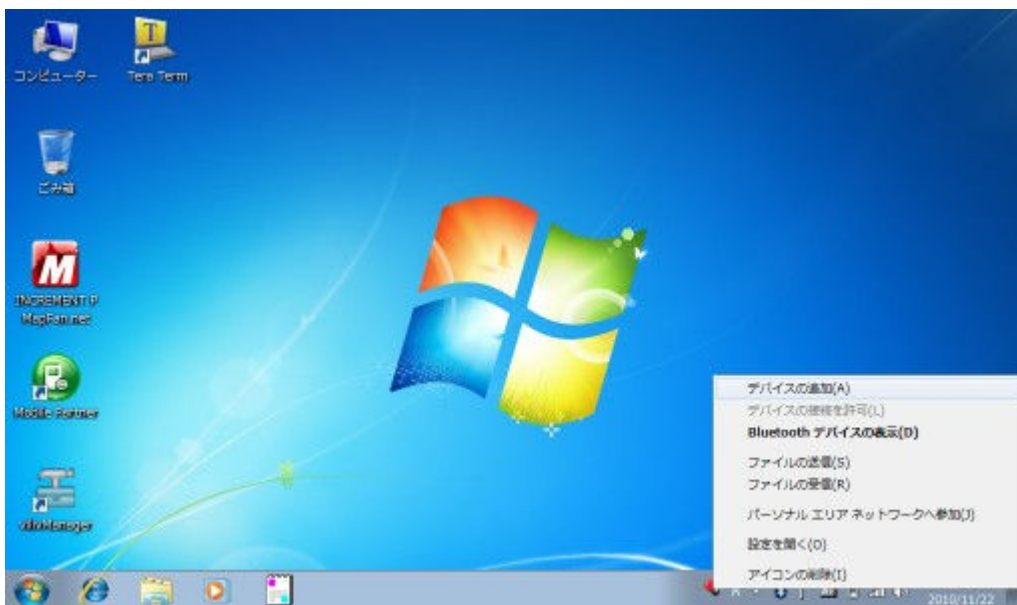 コンピューター
Tera Term
ごみ箱
INCREMENT P
MapFan.net
Mobile Partner
デバイスの追加(A)
デバイスの接続を許可(L)
Bluetooth デバイスの表示(D)
ファイルの送信(S)
ファイルの受信(R)
パーソナル エリア ネットワークへ参加(J)
設定を開く(O)
アイコンの削除(I)
2010/11/22